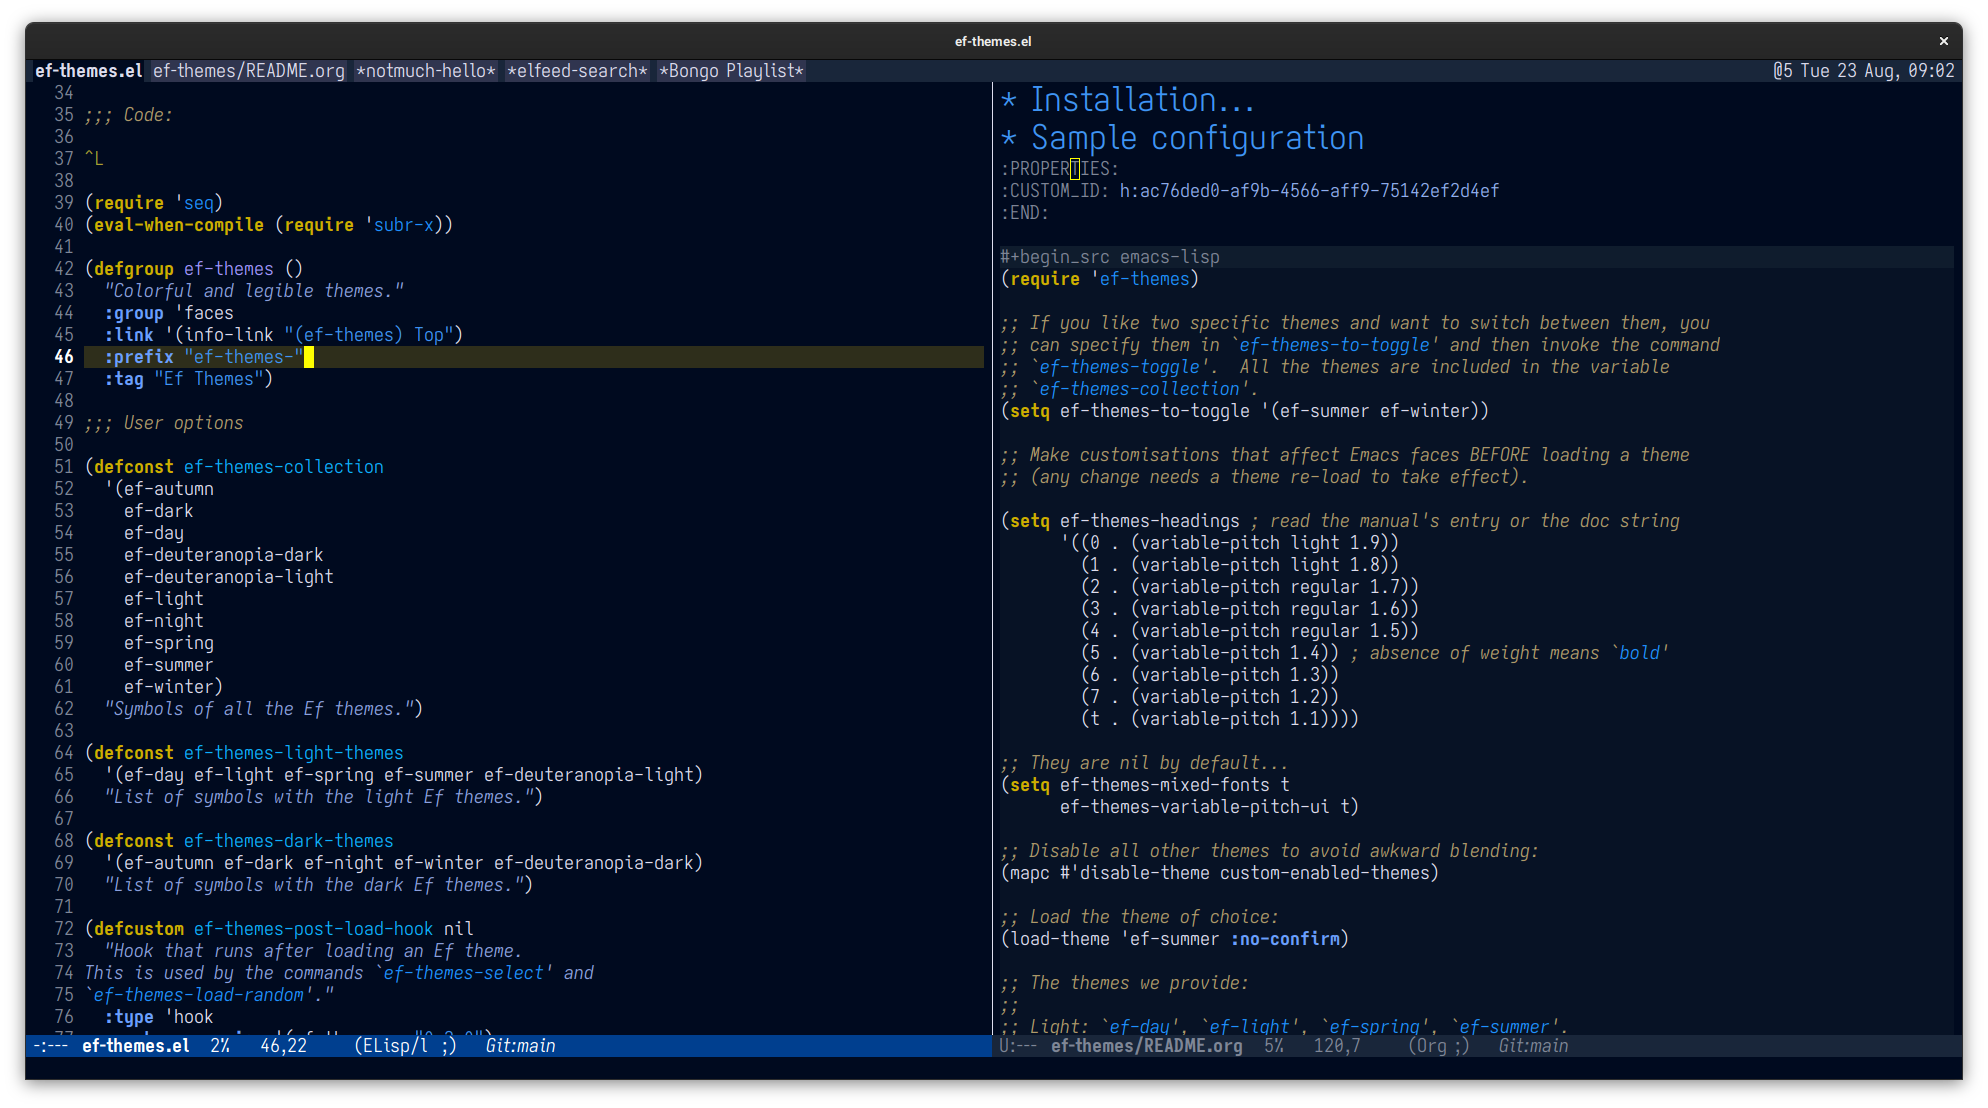 ef-themes.el ×
ef-themes.el ef-themes/README.org *notmuch-hello* *elfeed-search* *Bongo Playlist* @5 Tue 23 Aug, 09:02
34
35 ;;; Code:
36
37 ^L
38
39 (require 'seq)
40 (eval-when-compile (require 'subr-x))
41
42 (defgroup ef-themes ()
43   "Colorful and legible themes."
44   :group 'faces
45   :link '(info-link "(ef-themes) Top")
46   :prefix "ef-themes-"
47   :tag "Ef Themes")
48
49 ;;; User options
50
51 (defconst ef-themes-collection
52   '(ef-autumn
53     ef-dark
54     ef-day
55     ef-deuteranopia-dark
56     ef-deuteranopia-light
57     ef-light
58     ef-night
59     ef-spring
60     ef-summer
61     ef-winter)
62   "Symbols of all the Ef themes.")
63
64 (defconst ef-themes-light-themes
65   '(ef-day ef-light ef-spring ef-summer ef-deuteranopia-light)
66   "List of symbols with the light Ef themes.")
67
68 (defconst ef-themes-dark-themes
69   '(ef-autumn ef-dark ef-night ef-winter ef-deuteranopia-dark)
70   "List of symbols with the dark Ef themes.")
71
72 (defcustom ef-themes-post-load-hook nil
73   "Hook that runs after loading an Ef theme.
74 This is used by the commands `ef-themes-select' and
75 `ef-themes-load-random'."
76   :type 'hook
-:--- ef-themes.el 2% 46,22 (ELisp/l ;) Git:main
* Installation...
* Sample configuration
:PROPERTIES:
:CUSTOM_ID: h:ac76ded0-af9b-4566-aff9-75142ef2d4ef
:END:
#+begin_src emacs-lisp
(require 'ef-themes)
;; If you like two specific themes and want to switch between them, you
;; can specify them in `ef-themes-to-toggle' and then invoke the command
;; `ef-themes-toggle'.  All the themes are included in the variable
;; `ef-themes-collection'.
(setq ef-themes-to-toggle '(ef-summer ef-winter))
;; Make customisations that affect Emacs faces BEFORE loading a theme
;; (any change needs a theme re-load to take effect).
(setq ef-themes-headings ; read the manual's entry or the doc string
      '((0 . (variable-pitch light 1.9))
        (1 . (variable-pitch light 1.8))
        (2 . (variable-pitch regular 1.7))
        (3 . (variable-pitch regular 1.6))
        (4 . (variable-pitch regular 1.5))
        (5 . (variable-pitch 1.4)) ; absence of weight means `bold'
        (6 . (variable-pitch 1.3))
        (7 . (variable-pitch 1.2))
        (t . (variable-pitch 1.1))))
;; They are nil by default...
(setq ef-themes-mixed-fonts t
      ef-themes-variable-pitch-ui t)
;; Disable all other themes to avoid awkward blending:
(mapc #'disable-theme custom-enabled-themes)
;; Load the theme of choice:
(load-theme 'ef-summer :no-confirm)
;; The themes we provide:
;;
;; Light: `ef-day', `ef-light', `ef-spring', `ef-summer'.
U:--- ef-themes/README.org 5% 120,7 (Org ;) Git:main